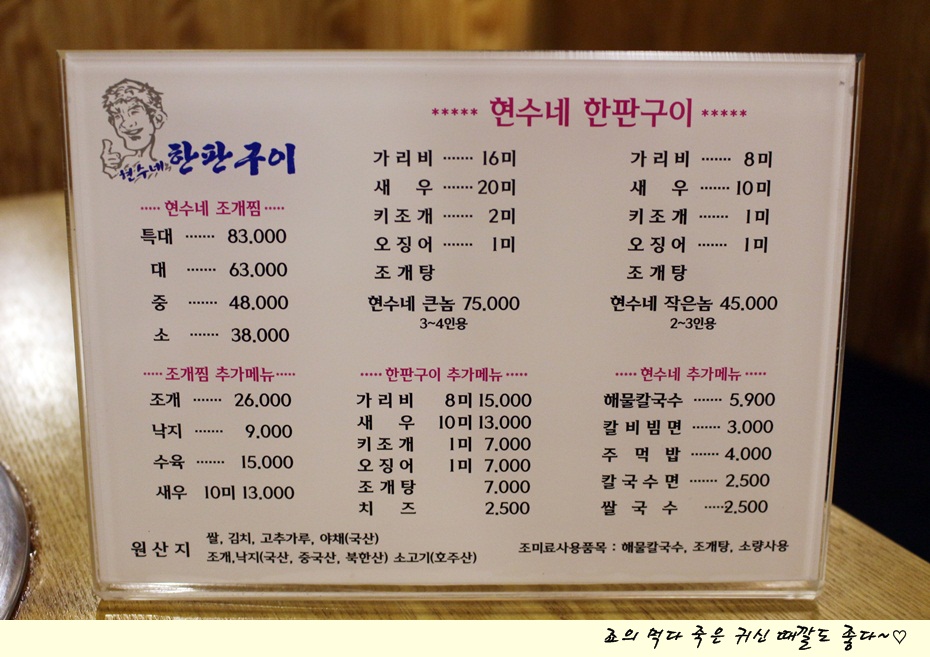 현수네 한판구이
····· 현수네 조개찜 ·····
특대 ······· 83,000
대 ······· 63,000
중 ······· 48,000
소 ······· 38,000
***** 현수네 한판구이 *****
가리비 ······· 16미
새우 ······· 20미
키조개 ······· 2미
오징어 ······· 1미
조개탕
현수네 큰놈 75,000
3~4인용
가리비 ······· 8미
새우 ······· 10미
키조개 ······· 1미
오징어 ······· 1미
조개탕
현수네 작은놈 45,000
2~3인용
····· 조개찜 추가메뉴 ·····
조개 ······· 26,000
낙지 ······· 9,000
수육 ······· 15,000
새우 10미 13,000
····· 한판구이 추가메뉴 ·····
가리비 8미 15,000
새우 10미 13,000
키조개 1미 7,000
오징어 1미 7,000
조개탕 7,000
치즈 2,500
····· 현수네 추가메뉴 ·····
해물칼국수 ······· 5,900
칼비빔면 ······· 3,000
주먹밥 ······· 4,000
칼국수면 ······· 2,500
쌀국수 ······2,500
원산지
쌀, 김치, 고추가루, 야채(국산)
조개,낙지(국산, 중국산, 북한산) 소고기(호주산)
조미료사용품목 : 해물칼국수, 조개탕, 소량사용
죠의 먹다 죽은 귀신 때깔도 좋다~♡